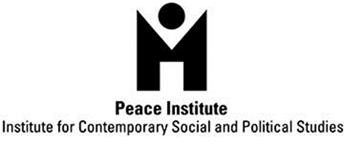 Peace Institute
Institute for Contemporary Social and Political Studies